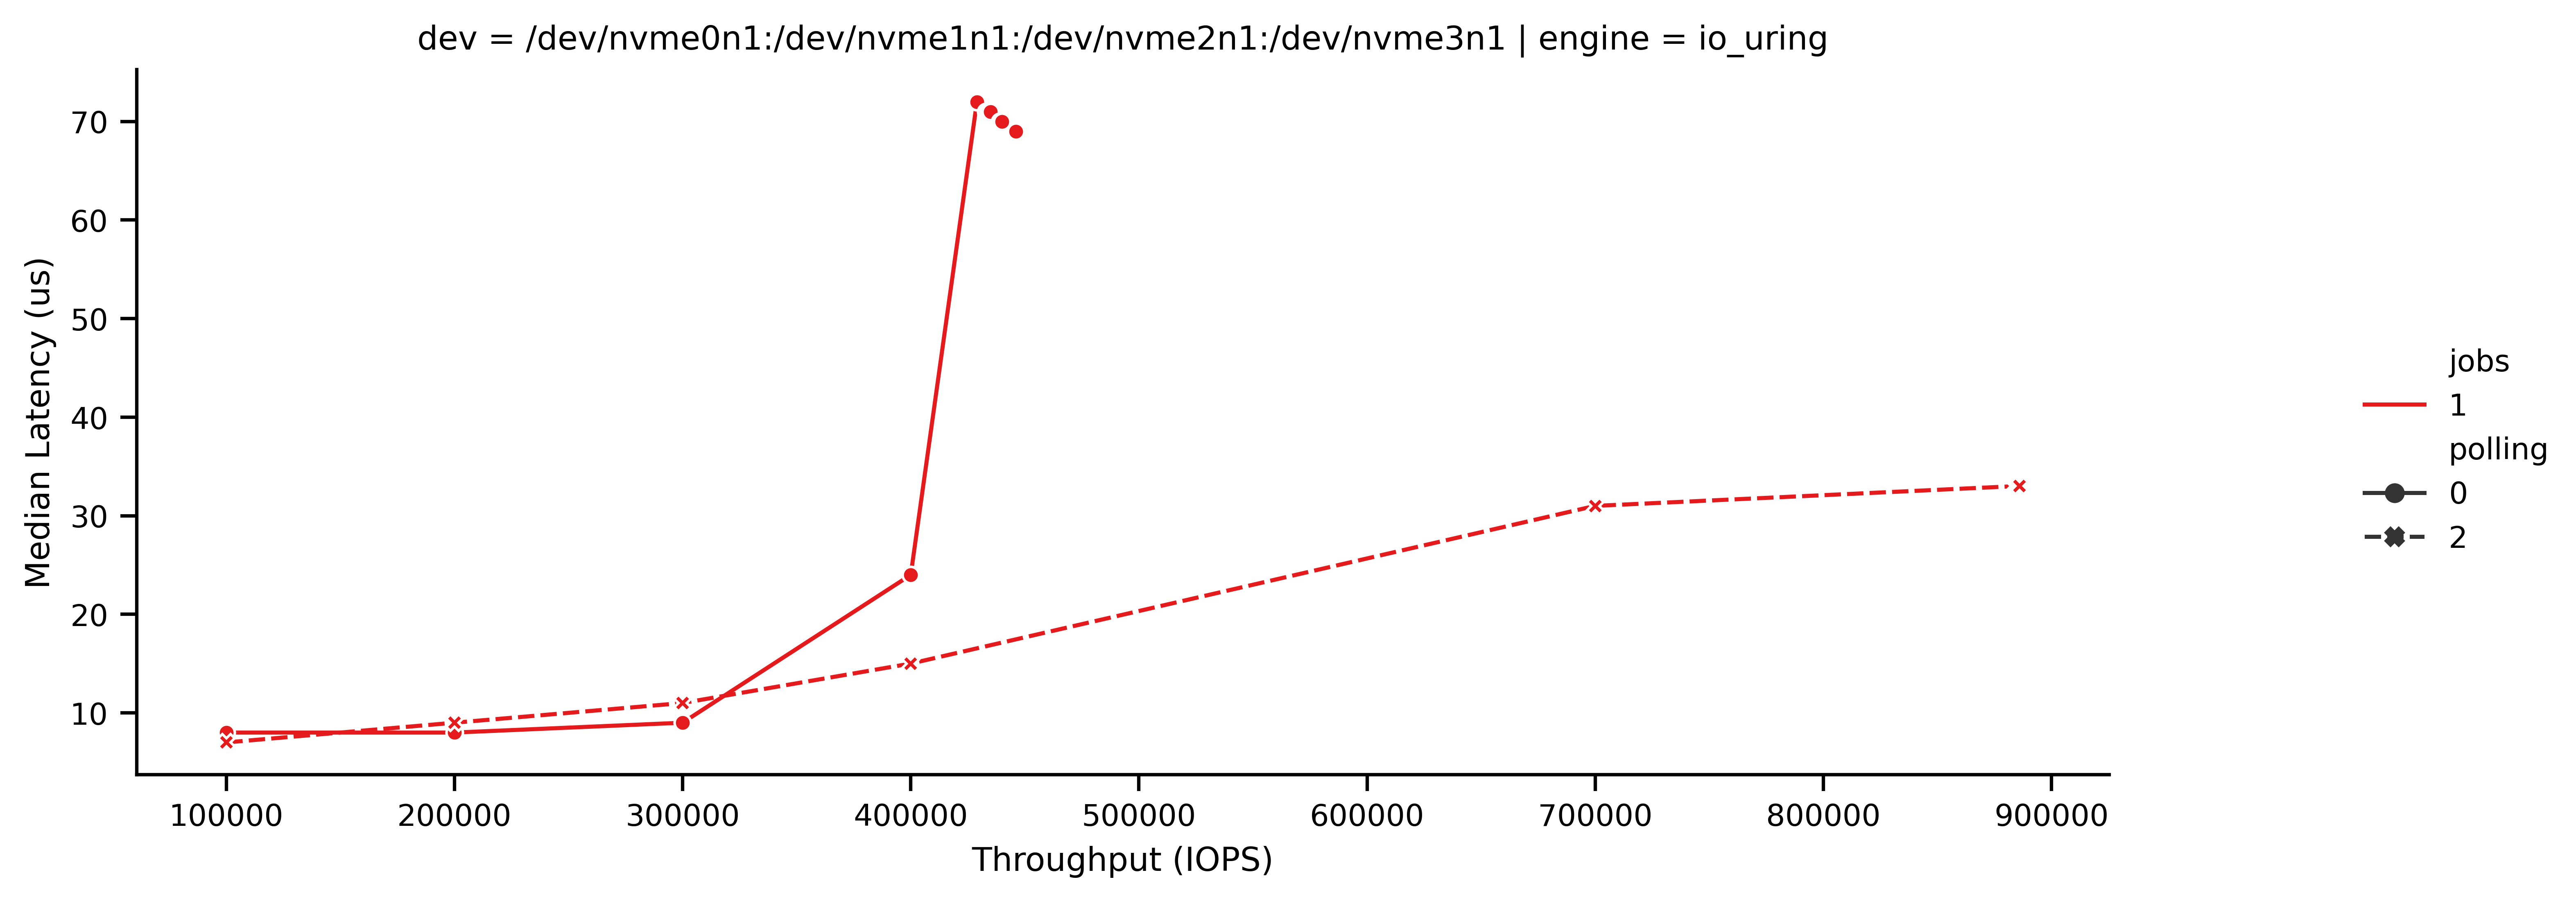 dev = /dev/nvme0n1:/dev/nvme1n1:/dev/nvme2n1:/dev/nvme3n1 | engine = io_uring
Median Latency (us)
70
60
50
40
30
20
10
100000 200000 300000 400000 500000 600000 700000 800000 900000
Throughput (IOPS)
jobs
1
polling
0
2